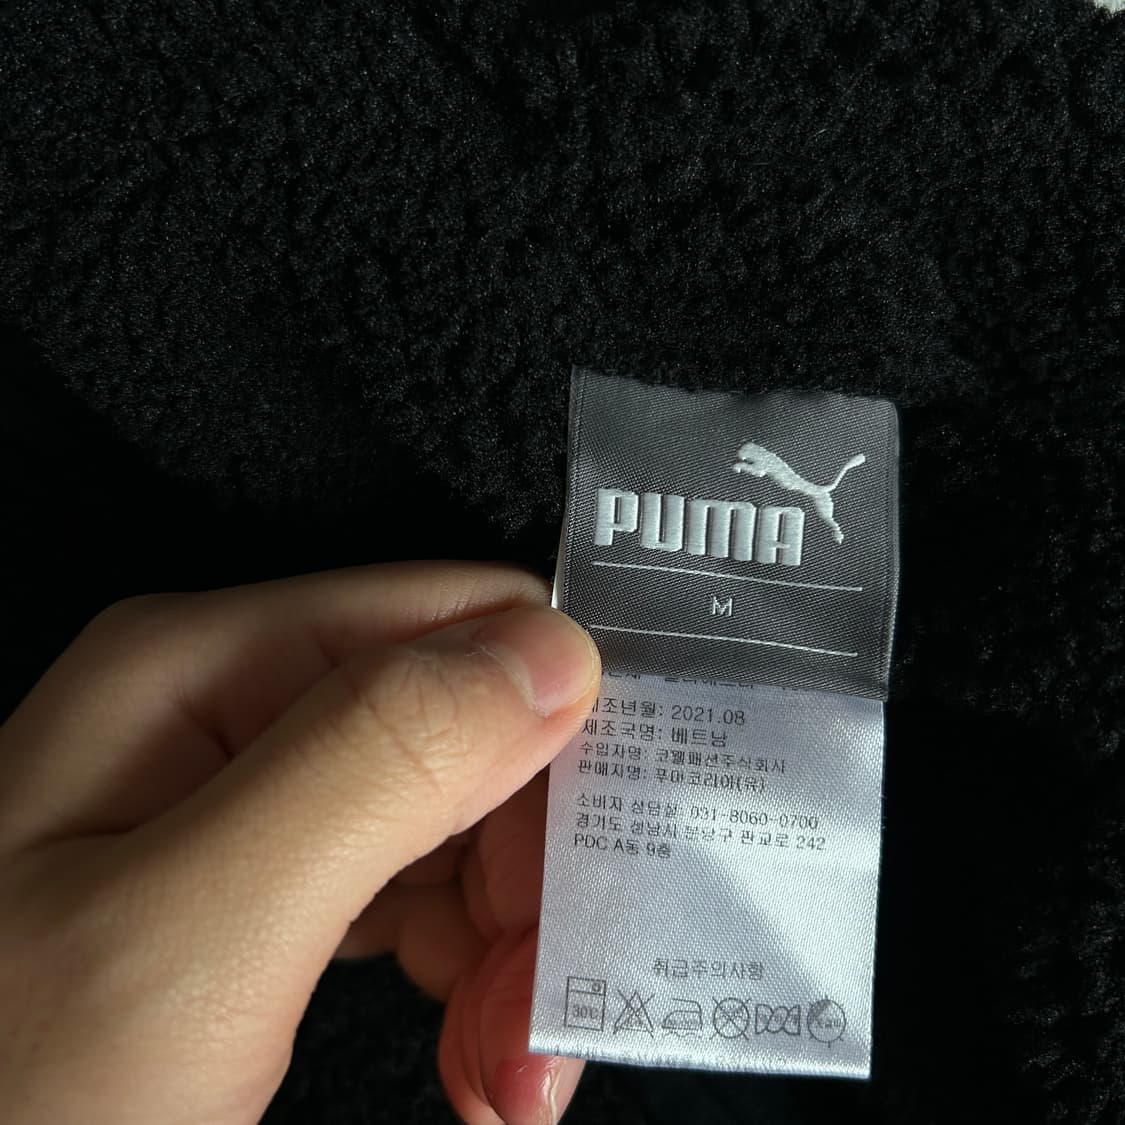 PUMA
M
제조년월: 2021.08
제조국명: 베트남
수입자명: 코웰패션주식회사
판매자명: 푸마코리아(유)
소비자 상담실: 031-8060-0700
경기도 성남시 분당구 판교로 242
PDC A동 9층
취급주의사항
30℃